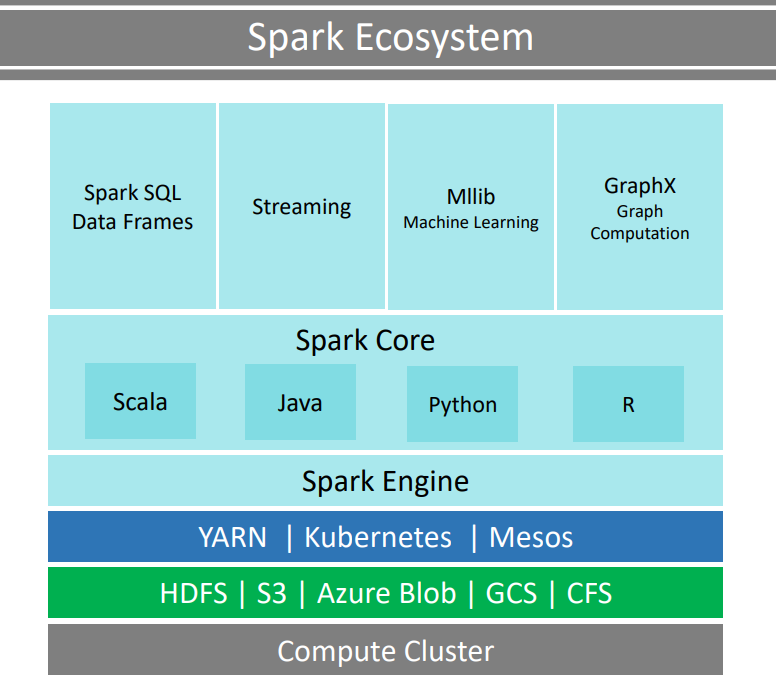 Spark Ecosystem
Spark SQL
Data Frames
Streaming
Mllib
Machine Learning
GraphX
Graph
Computation
Spark Core
Scala
Java
Python
R
Spark Engine
YARN | Kubernetes | Mesos
HDFS | S3 | Azure Blob | GCS | CFS
Compute Cluster